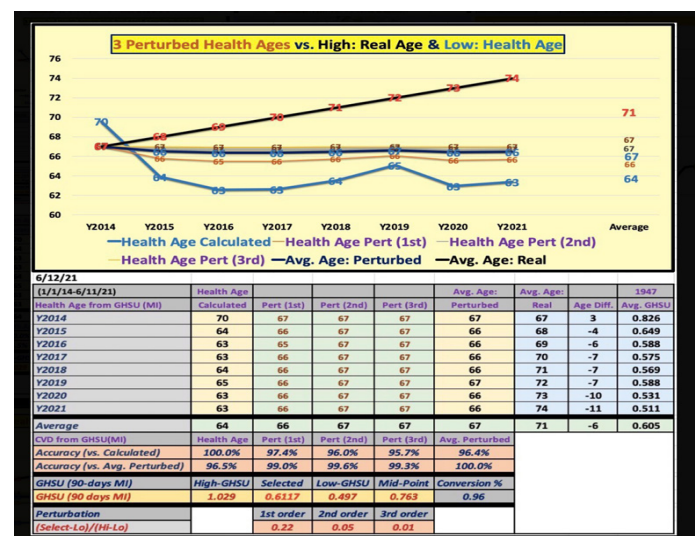 3 Perturbed Health Ages vs. High: Real Age & Low: Health Age
76
74
72
70
68
66
64
62
60
70
67
68
69
70
71
72
73
74
71
67
67
67
66
64
64
63
63
64
65
63
63
66
65
66
66
66
66
66
Y2014 Y2015 Y2016 Y2017 Y2018 Y2019 Y2020 Y2021 Average
Health Age Calculated Health Age Pert (1st) Health Age Pert (2nd)
Health Age Pert (3rd) Avg. Age: Perturbed Avg. Age: Real
6/12/21
(1/1/14-6/11/21) Health Age Avg. Age: Avg. Age: 1947
Health Age from GHSU (MI) Calculated Pert (1st) Pert (2nd) Pert (3rd) Perturbed Real Age Diff. Avg. GHSU
Y2014 70 67 67 67 67 67 3 0.826
Y2015 64 66 67 67 66 68 -4 0.649
Y2016 63 65 67 67 66 69 -6 0.588
Y2017 63 66 67 67 66 70 -7 0.575
Y2018 64 66 67 67 66 71 -7 0.569
Y2019 65 66 67 67 67 72 -7 0.588
Y2020 63 66 67 67 66 73 -10 0.531
Y2021 63 66 67 67 66 74 -11 0.511
Average 64 66 67 67 67 71 -6 0.605
CVD from GHSU(MI) Health Age Pert (1st) Pert (2nd) Pert (3rd) Avg. Perturbed
Accuracy (vs. Calculated) 100.0% 97.4% 96.0% 95.7% 96.4%
Accuracy (vs. Avg. Perturbed) 96.5% 99.0% 99.6% 99.3% 100.0%
GHSU (90-days MI) High-GHSU Selected Low-GHSU Mid-Point Conversion %
GHSU (90 days MI) 1.029 0.6117 0.497 0.763 0.96
Perturbation 1st order 2nd order 3rd order
(Select-Lo)/(Hi-Lo) 0.22 0.05 0.01